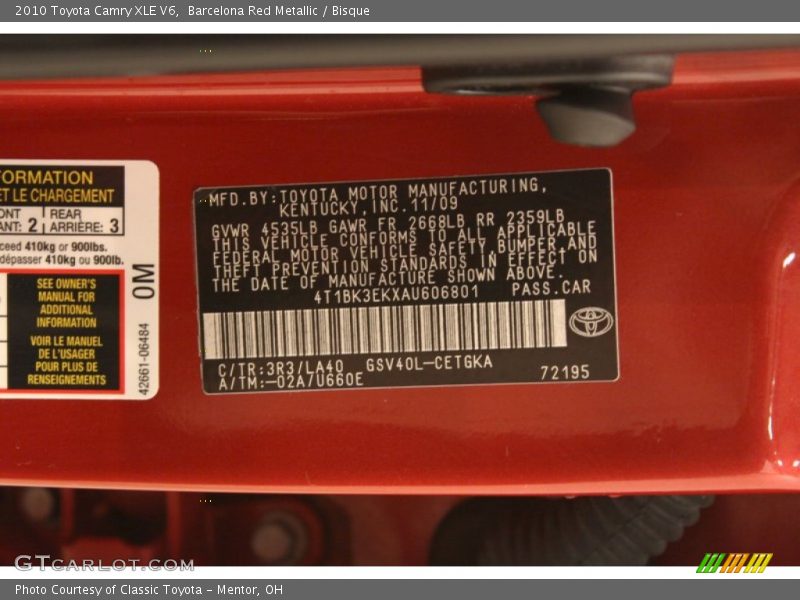 2010 Toyota Camry XLE V6, Barcelona Red Metallic / Bisque
ORMATION
ET LE CHARGEMENT
ONT 2 REAR 3
ANT: ARRIÈRE:
ceed 410kg or 900lbs.
dépasser 410kg ou 900lb.
SEE OWNER'S
MANUAL FOR
ADDITIONAL
INFORMATION
VOIR LE MANUEL
DE L'USAGER
POUR PLUS DE
RENSEIGNEMENTS
0M
42661-06484
MFD.BY:TOYOTA MOTOR MANUFACTURING,
KENTUCKY,INC.11/09
GVWR 4535LB GAWR FR 2668LB RR 2359LB
THIS VEHICLE CONFORMS TO ALL APPLICABLE
FEDERAL MOTOR VEHICLE SAFETY,BUMPER,AND
THEFT PREVENTION STANDARDS IN EFFECT ON
THE DATE OF MANUFACTURE SHOWN ABOVE.
4T1BK3EKXAU606801 PASS.CAR
C/TR:3R3/LA40 GSV40L-CETGKA
A/TM:-02A/U660E 72195
GTCARLOT.COM
Photo Courtesy of Classic Toyota - Mentor, OH